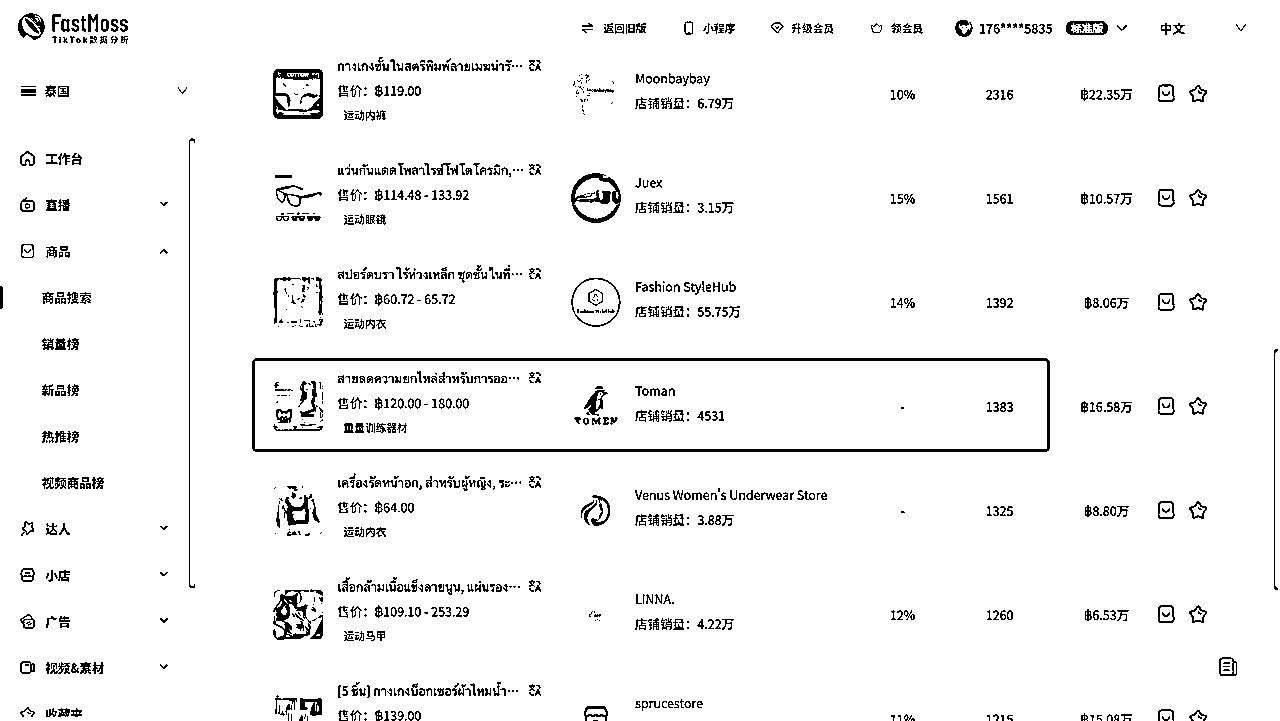 FastMoss
TikTok数据分析
返回旧版
小程序
升级会员
领会员
176****5835
标准版
中文
泰国
工作台
直播
商品
商品搜索
销量榜
新品榜
热推榜
视频商品榜
达人
小店
广告
视频&素材
收藏夹
กางเกงชั้นในสตรีพิมพ์ลายเมฆน่ารั…
售价：฿119.00
运动内裤
Moonbaybay
店铺销量：6.79万
10%
2316
฿22.35万
แว่นกันแดดโพลาไรซ์โฟโตโครมิก,…
售价：฿114.48 - 133.92
运动眼镜
Juex
店铺销量：3.15万
15%
1561
฿10.57万
สปอร์ตบรา ไร้ห่วงเหล็ก ชุดชั้นในที่…
售价：฿60.72 - 65.72
运动内衣
Fashion StyleHub
店铺销量：55.75万
14%
1392
฿8.06万
สายลดความยกไหล่สำหรับการออ…
售价：฿120.00 - 180.00
重量训练器材
TOMEN
Toman
店铺销量：4531
-
1383
฿16.58万
เครื่องรัดหน้าอก, สำหรับผู้หญิง, ระ…
售价：฿64.00
运动内衣
Venus Women's Underwear Store
店铺销量：3.88万
-
1325
฿8.80万
เสื้อกล้ามเนื้อแข็งลายนูน, แผ่นรอง…
售价：฿109.10 - 253.29
运动马甲
LINNA.
店铺销量：4.22万
12%
1260
฿6.53万
[5 ชิ้น] กางเกงบ็อกเซอร์ผ้าไหมน้ำ…
售价：฿139.00
sprucestore
11%
1215
฿15.08万